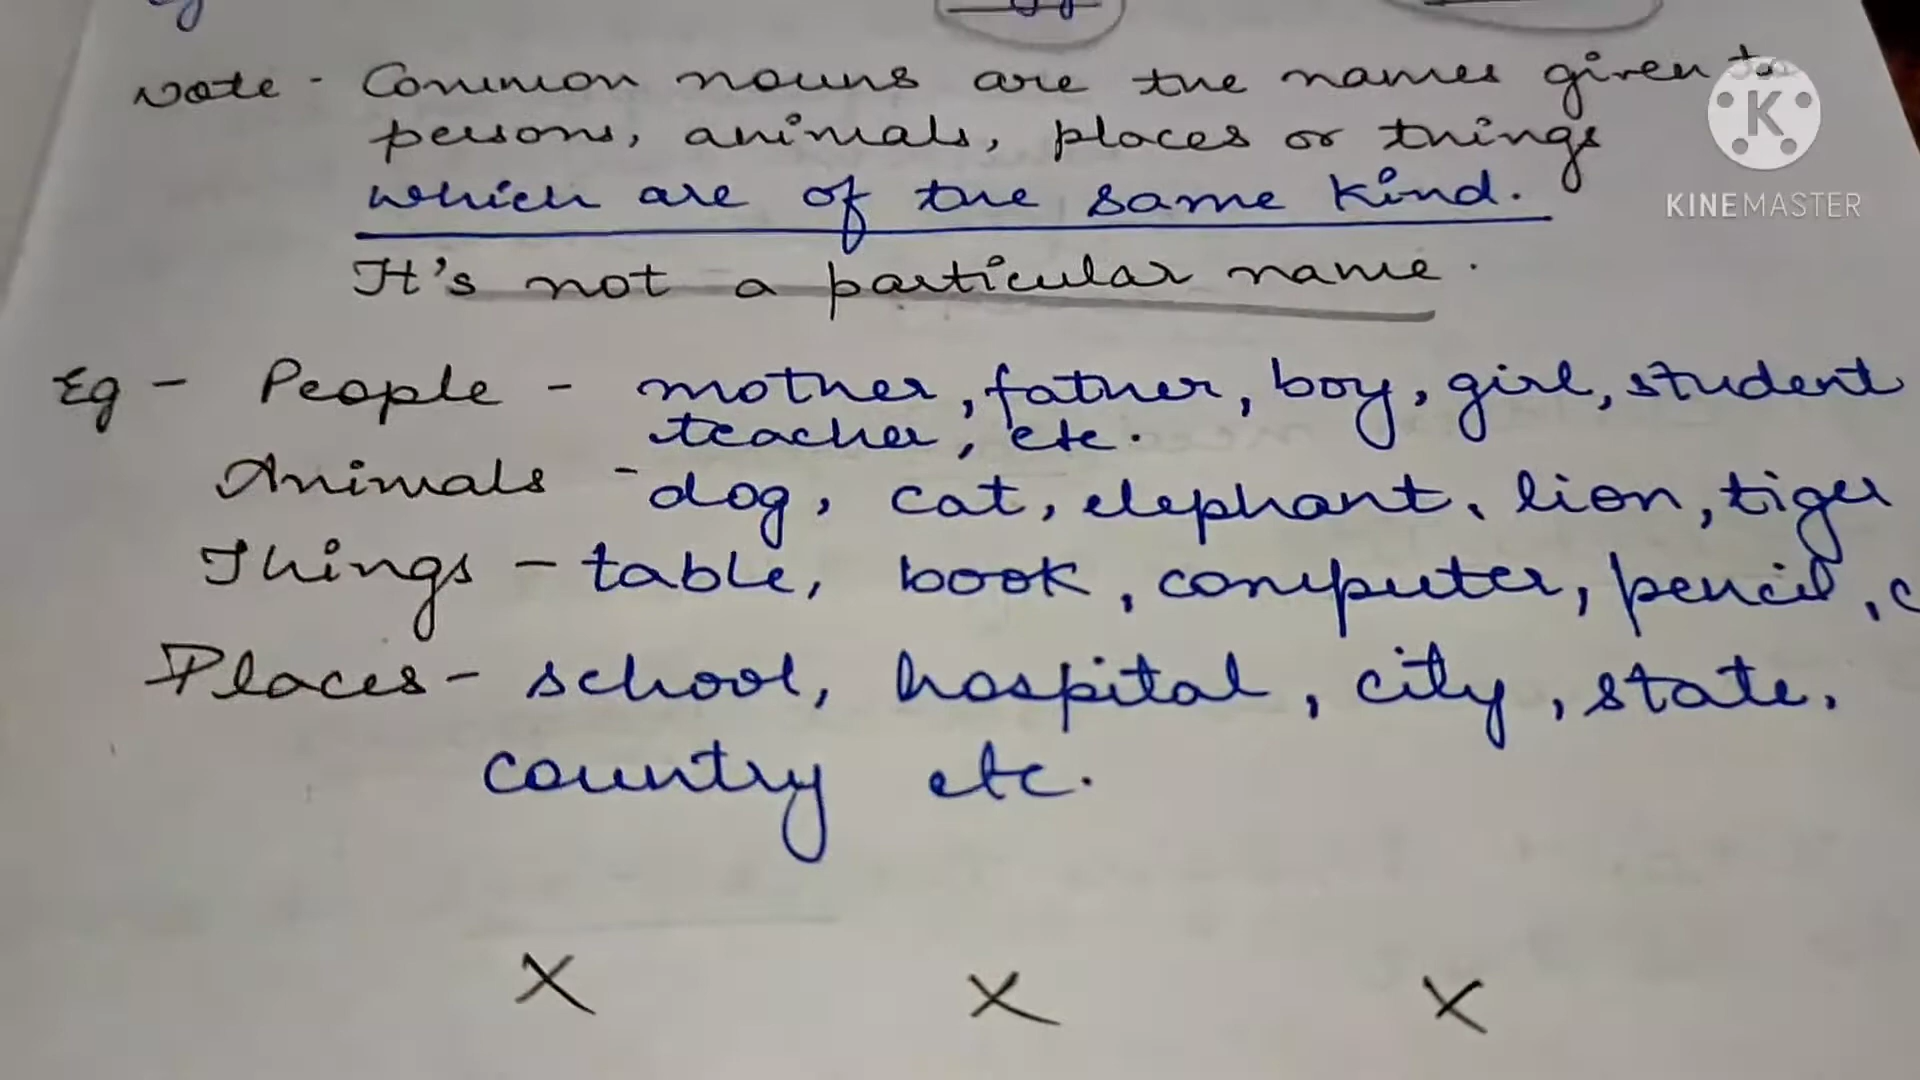 Note - Common nouns are the names given to
persons, animals, places or things
which are of the same kind.
It's not a particular name.
Eg - People - mother, father, boy, girl, student
teacher, etc.
Animals - dog, cat, elephant, lion, tiger
Things - table, book, computer, pencil,
Places - school, hospital, city, state,
country etc.
X X X
K
KINEMASTER